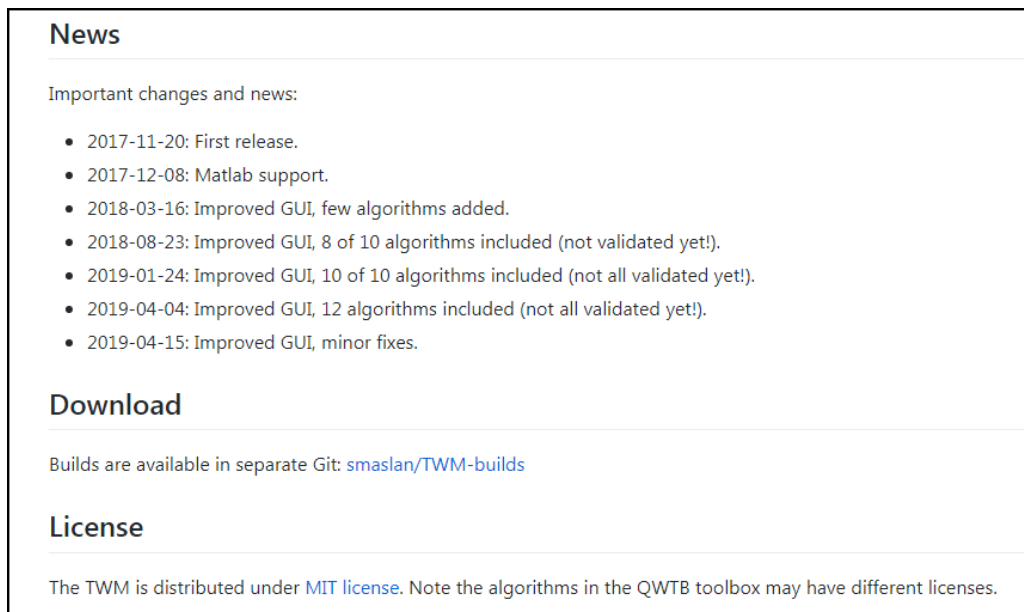 News
Important changes and news:
2017-11-20: First release.
2017-12-08: Matlab support.
2018-03-16: Improved GUI, few algorithms added.
2018-08-23: Improved GUI, 8 of 10 algorithms included (not validated yet!).
2019-01-24: Improved GUI, 10 of 10 algorithms included (not all validated yet!).
2019-04-04: Improved GUI, 12 algorithms included (not all validated yet!).
2019-04-15: Improved GUI, minor fixes.
Download
Builds are available in separate Git: smaslan/TWM-builds
License
The TWM is distributed under MIT license. Note the algorithms in the QWTB toolbox may have different licenses.